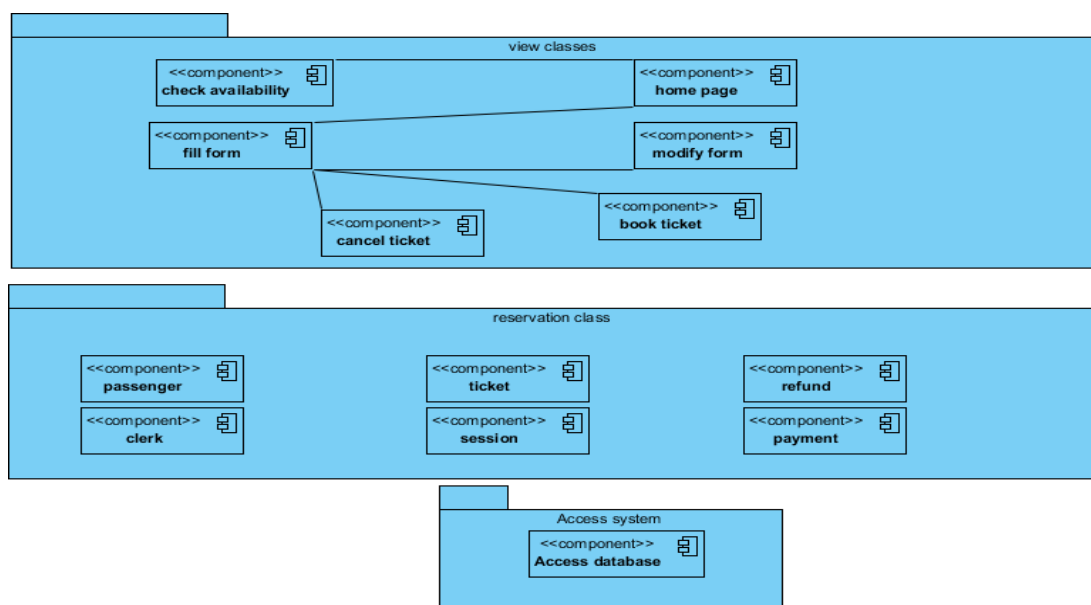 view classes
<<component>>
check availability
<<component>>
home page
<<component>>
fill form
<<component>>
modify form
<<component>>
cancel ticket
<<component>>
book ticket
reservation class
<<component>>
passenger
<<component>>
ticket
<<component>>
refund
<<component>>
clerk
<<component>>
session
<<component>>
payment
Access system
<<component>>
Access database